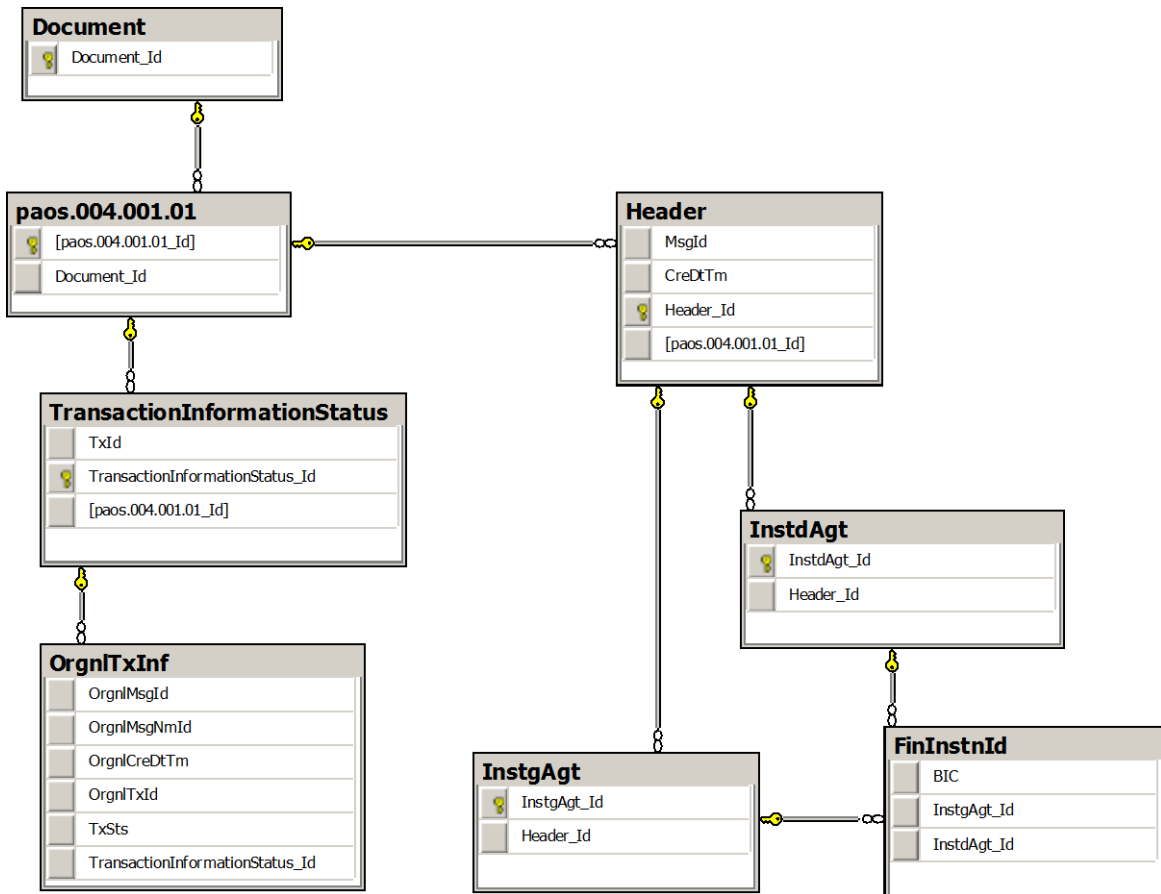 Document
Document_Id
paos.004.001.01
[paos.004.001.01_Id]
Document_Id
Header
MsgId
CreDtTm
Header_Id
[paos.004.001.01_Id]
TransactionInformationStatus
TxId
TransactionInformationStatus_Id
[paos.004.001.01_Id]
InstdAgt
InstdAgt_Id
Header_Id
OrgnlTxInf
OrgnlMsgId
OrgnlMsgNmId
OrgnlCreDtTm
OrgnlTxId
TxSts
TransactionInformationStatus_Id
InstgAgt
InstgAgt_Id
Header_Id
FinInstnId
BIC
InstgAgt_Id
InstdAgt_Id